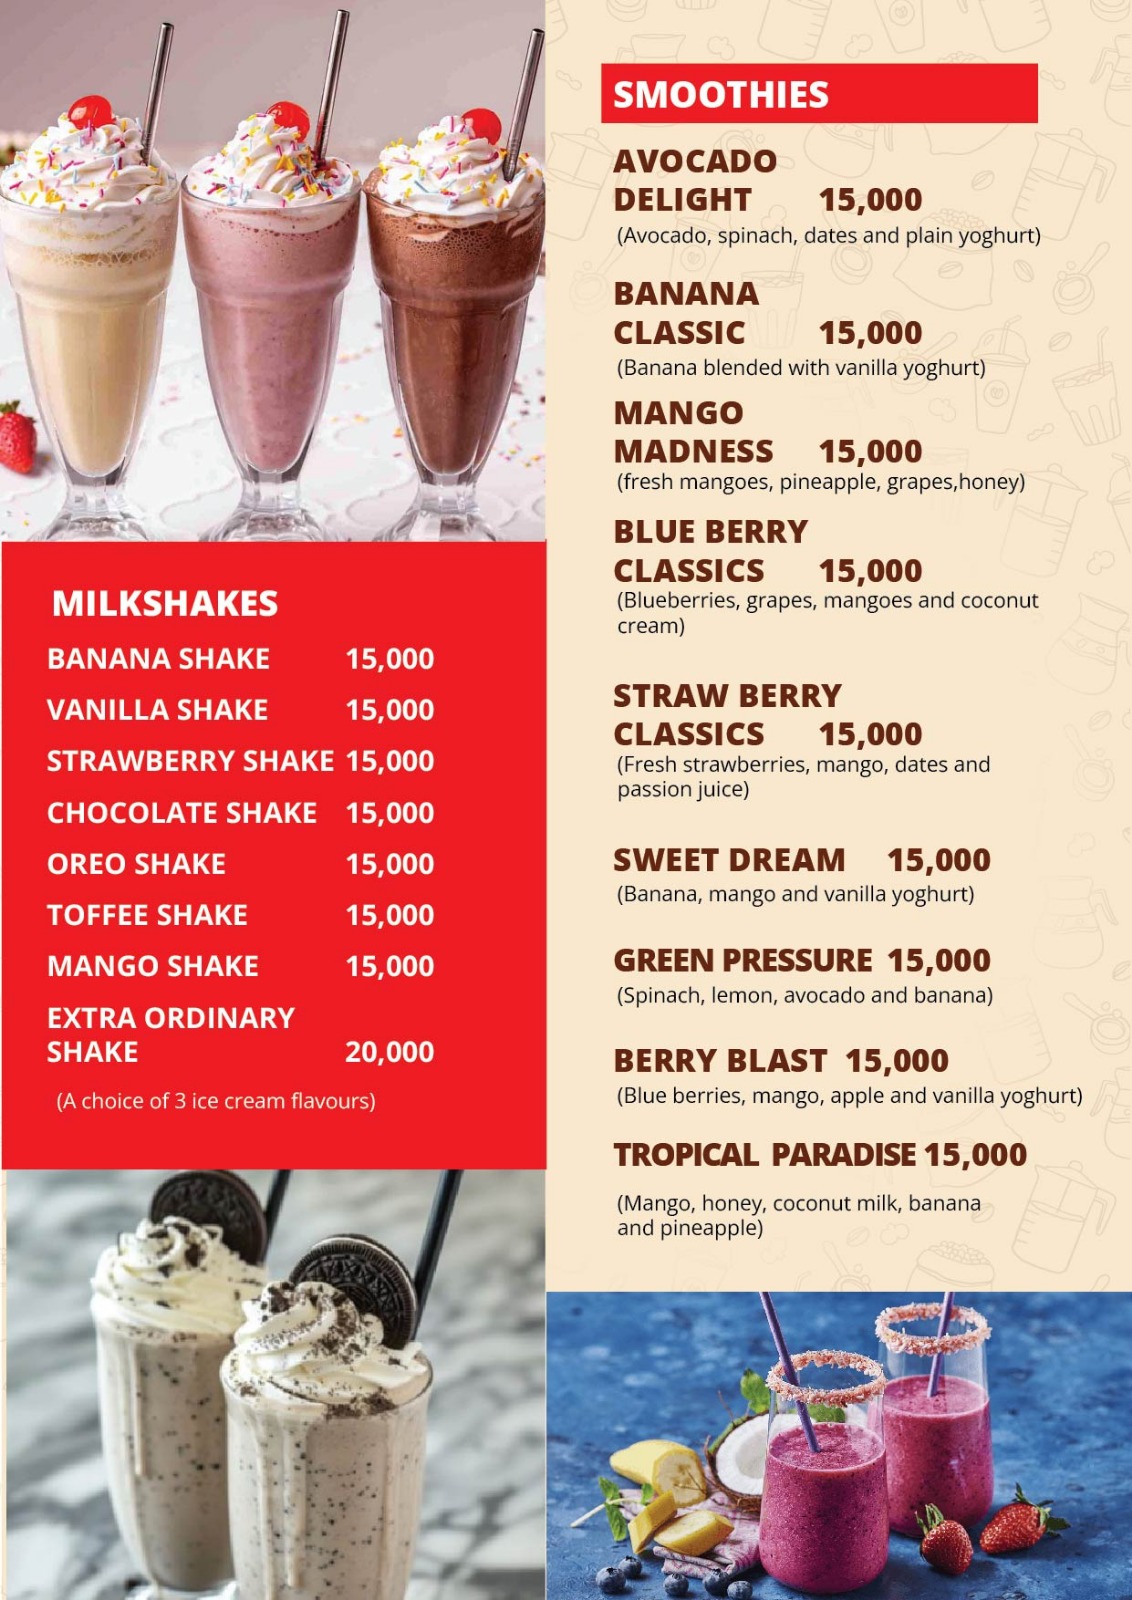 MILKSHAKES
BANANA SHAKE 15,000
VANILLA SHAKE 15,000
STRAWBERRY SHAKE 15,000
CHOCOLATE SHAKE 15,000
OREO SHAKE 15,000
TOFFEE SHAKE 15,000
MANGO SHAKE 15,000
EXTRA ORDINARY
SHAKE 20,000
(A choice of 3 ice cream flavours)
SMOOTHIES
AVOCADO
DELIGHT 15,000
(Avocado, spinach, dates and plain yoghurt)
BANANA
CLASSIC 15,000
(Banana blended with vanilla yoghurt)
MANGO
MADNESS 15,000
(fresh mangoes, pineapple, grapes,honey)
BLUE BERRY
CLASSICS 15,000
(Blueberries, grapes, mangoes and coconut
cream)
STRAW BERRY
CLASSICS 15,000
(Fresh strawberries, mango, dates and
passion juice)
SWEET DREAM 15,000
(Banana, mango and vanilla yoghurt)
GREEN PRESSURE 15,000
(Spinach, lemon, avocado and banana)
BERRY BLAST 15,000
(Blue berries, mango, apple and vanilla yoghurt)
TROPICAL PARADISE 15,000
(Mango, honey, coconut milk, banana
and pineapple)